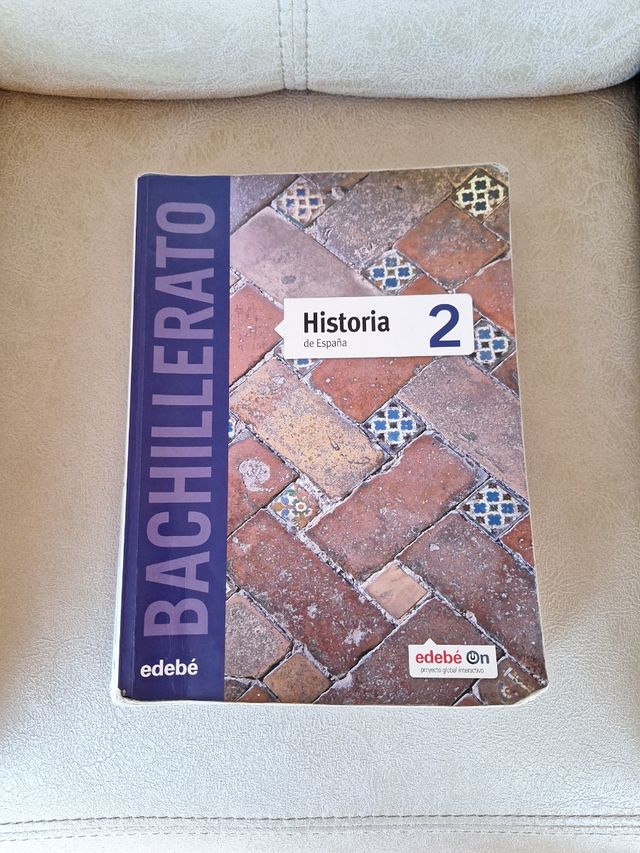 BACHILLERATO
Historia
de España
2
edebé
edebé On
proyecto global interactivo